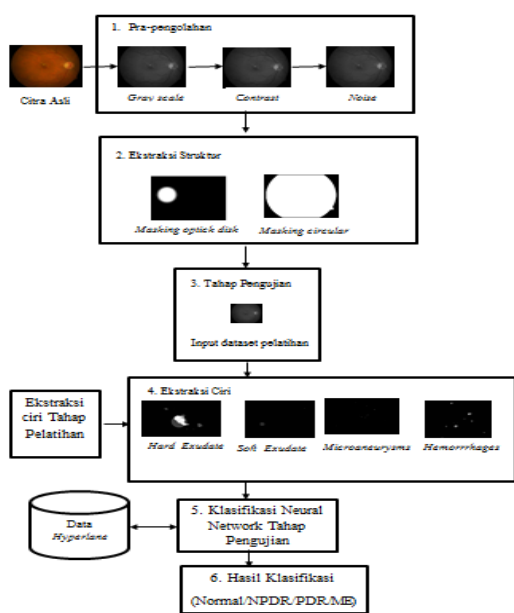 1. Pra-pengolahan
Citra Asli
Gray scale
Contrast
Noise
2. Ekstraksi Struktur
Masking optick disk
Masking circular
3. Tahap Pengujian
Input dataset pelatihan
Ekstraksi
ciri Tahap
Pelatihan
4. Ekstraksi Ciri
Hard Exudate
Soft Exudate
Microaneurysms
Hemorrrhages
Data
Hyperlane
5. Klasifikasi Neural
Network Tahap
Pengujian
6. Hasil Klasifikasi
(Normal/NPDR/PDR/ME)